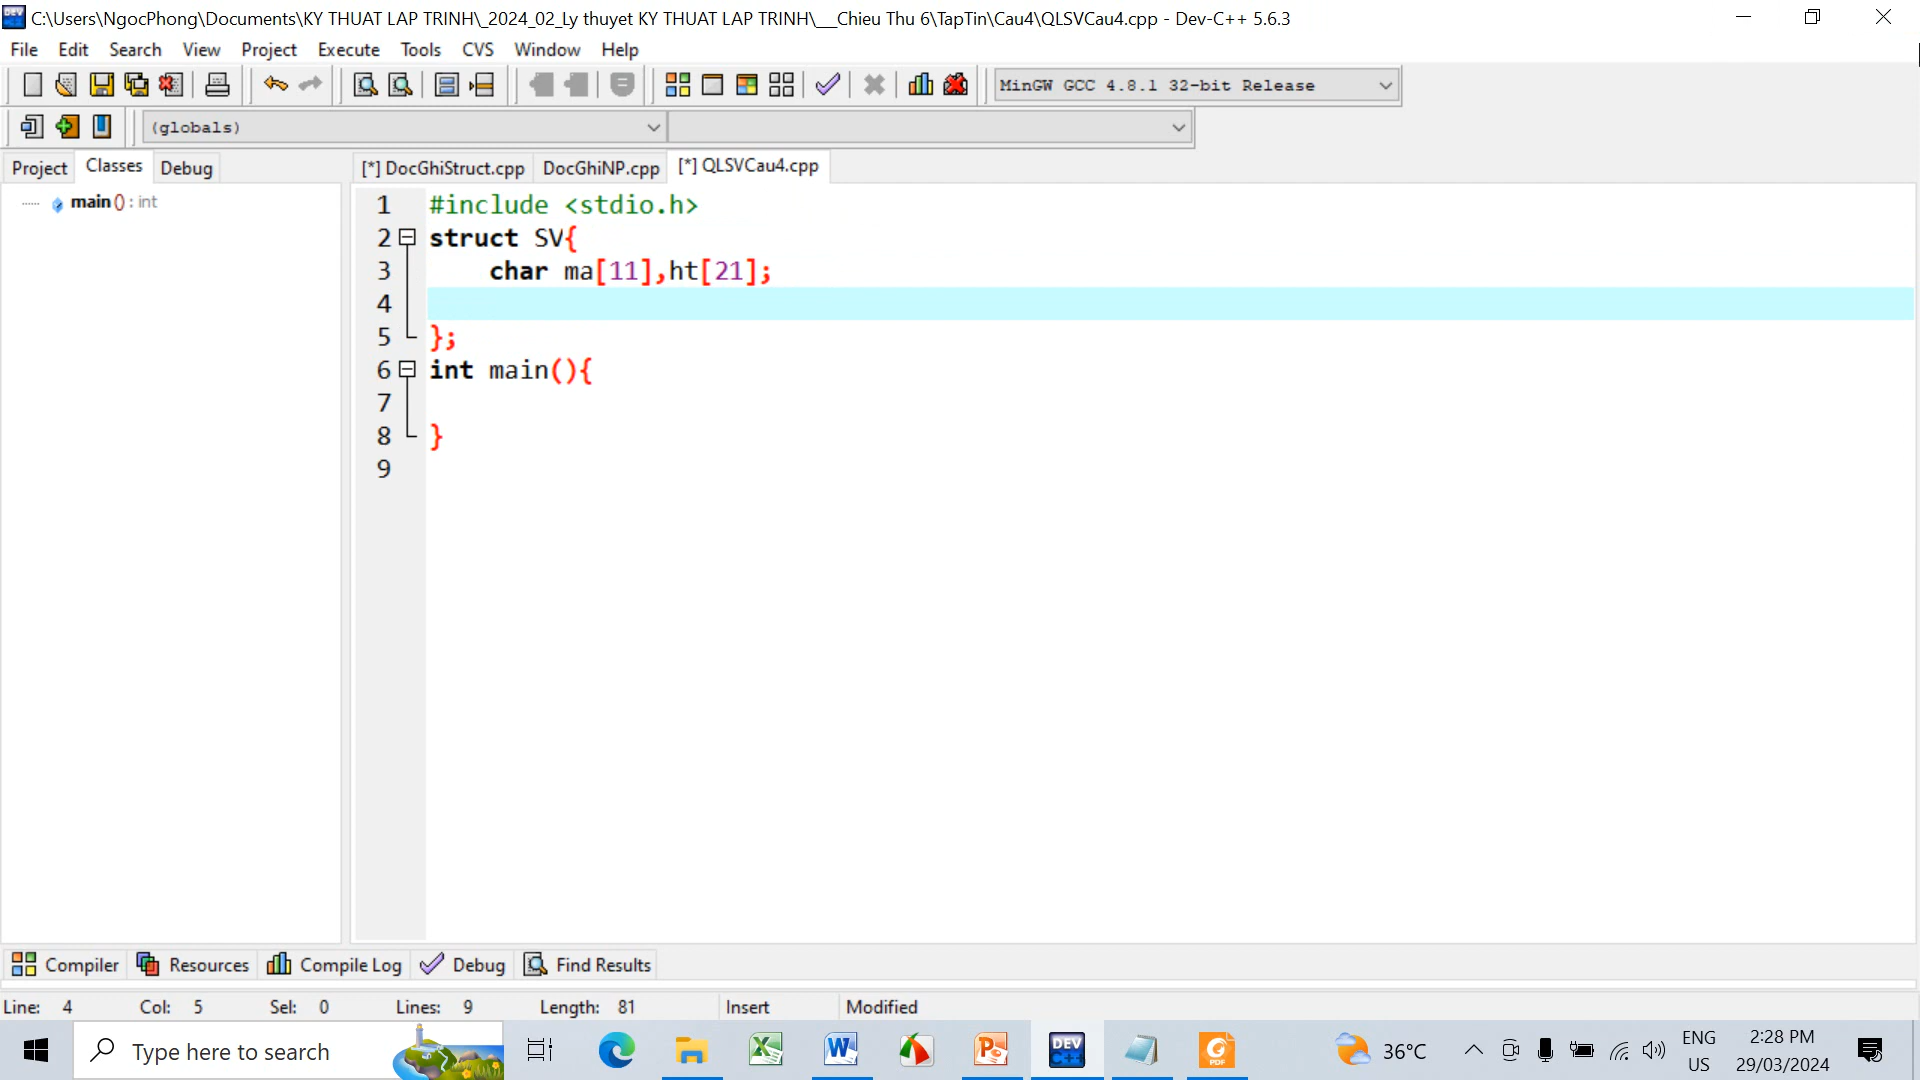 C:\Users\NgocPhong\Documents\KY THUAT LAP TRINH\_2024_02_Ly thuyet KY THUAT LAP TRINH\__Chieu Thu 6\TapTin\Cau4\QLSVCau4.cpp - Dev-C++ 5.6.3
File Edit Search View Project Execute Tools CVS Window Help
MinGW GCC 4.8.1 32-bit Release
(globals)
Project Classes Debug
[*] DocGhiStruct.cpp DocGhiNP.cpp [*] QLSVCau4.cpp
main () : int
1 #include <stdio.h>
2 struct SV{
3 char ma[11],ht[21];
4
5 };
6 int main(){
7
8 }
9
Compiler Resources Compile Log Debug Find Results
Line: 4 Col: 5 Sel: 0 Lines: 9 Length: 81 Insert Modified
Type here to search
DEV C++
PDF
36°C
ENG
US
2:28 PM
29/03/2024